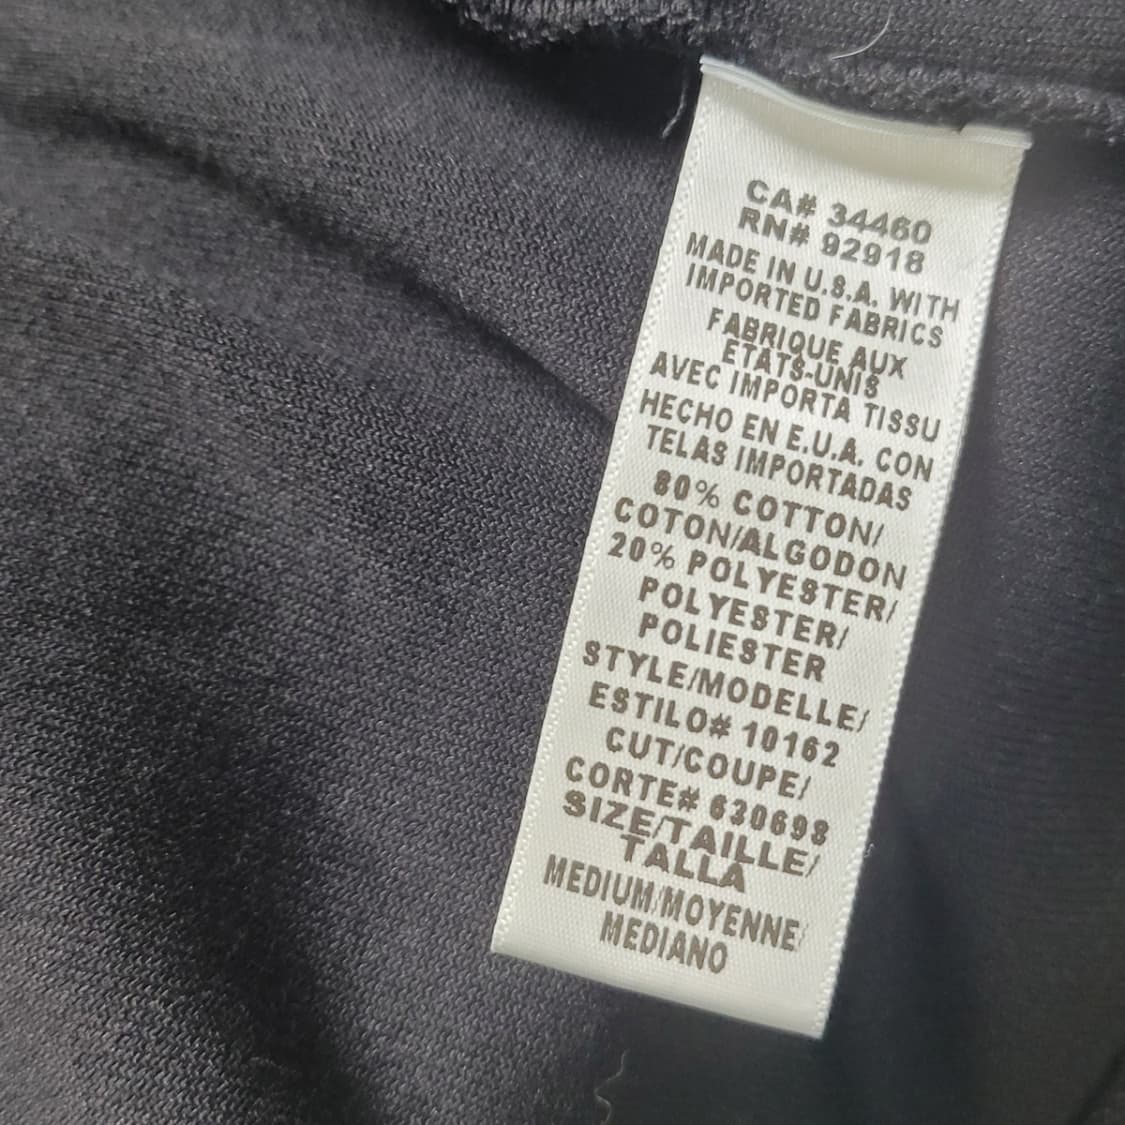 CA# 34460
RN# 92918
MADE IN U.S.A. WITH
IMPORTED FABRICS
FABRIQUE AUX
ETATS-UNIS
AVEC IMPORTA TISSU
HECHO EN E.U.A. CON
TELAS IMPORTADAS
80% COTTON/
COTON/ALGODON
20% POLYESTER/
POLYESTER/
POLIESTER
STYLE/MODELLE/
ESTILO# 10162
CUT/COUPE/
CORTE# 630698
SIZE/TAILLE/
TALLA
MEDIUM/MOYENNE/
MEDIANO